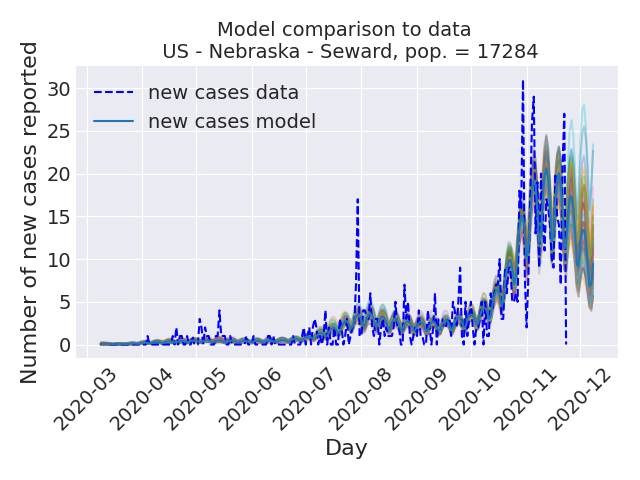 Model comparison to data
US - Nebraska - Seward, pop. = 17284
new cases data
new cases model
Number of new cases reported
30
25
20
15
10
5
0
2020-03
2020-04
2020-05
2020-06
2020-07
2020-08
2020-09
2020-10
2020-11
2020-12
Day